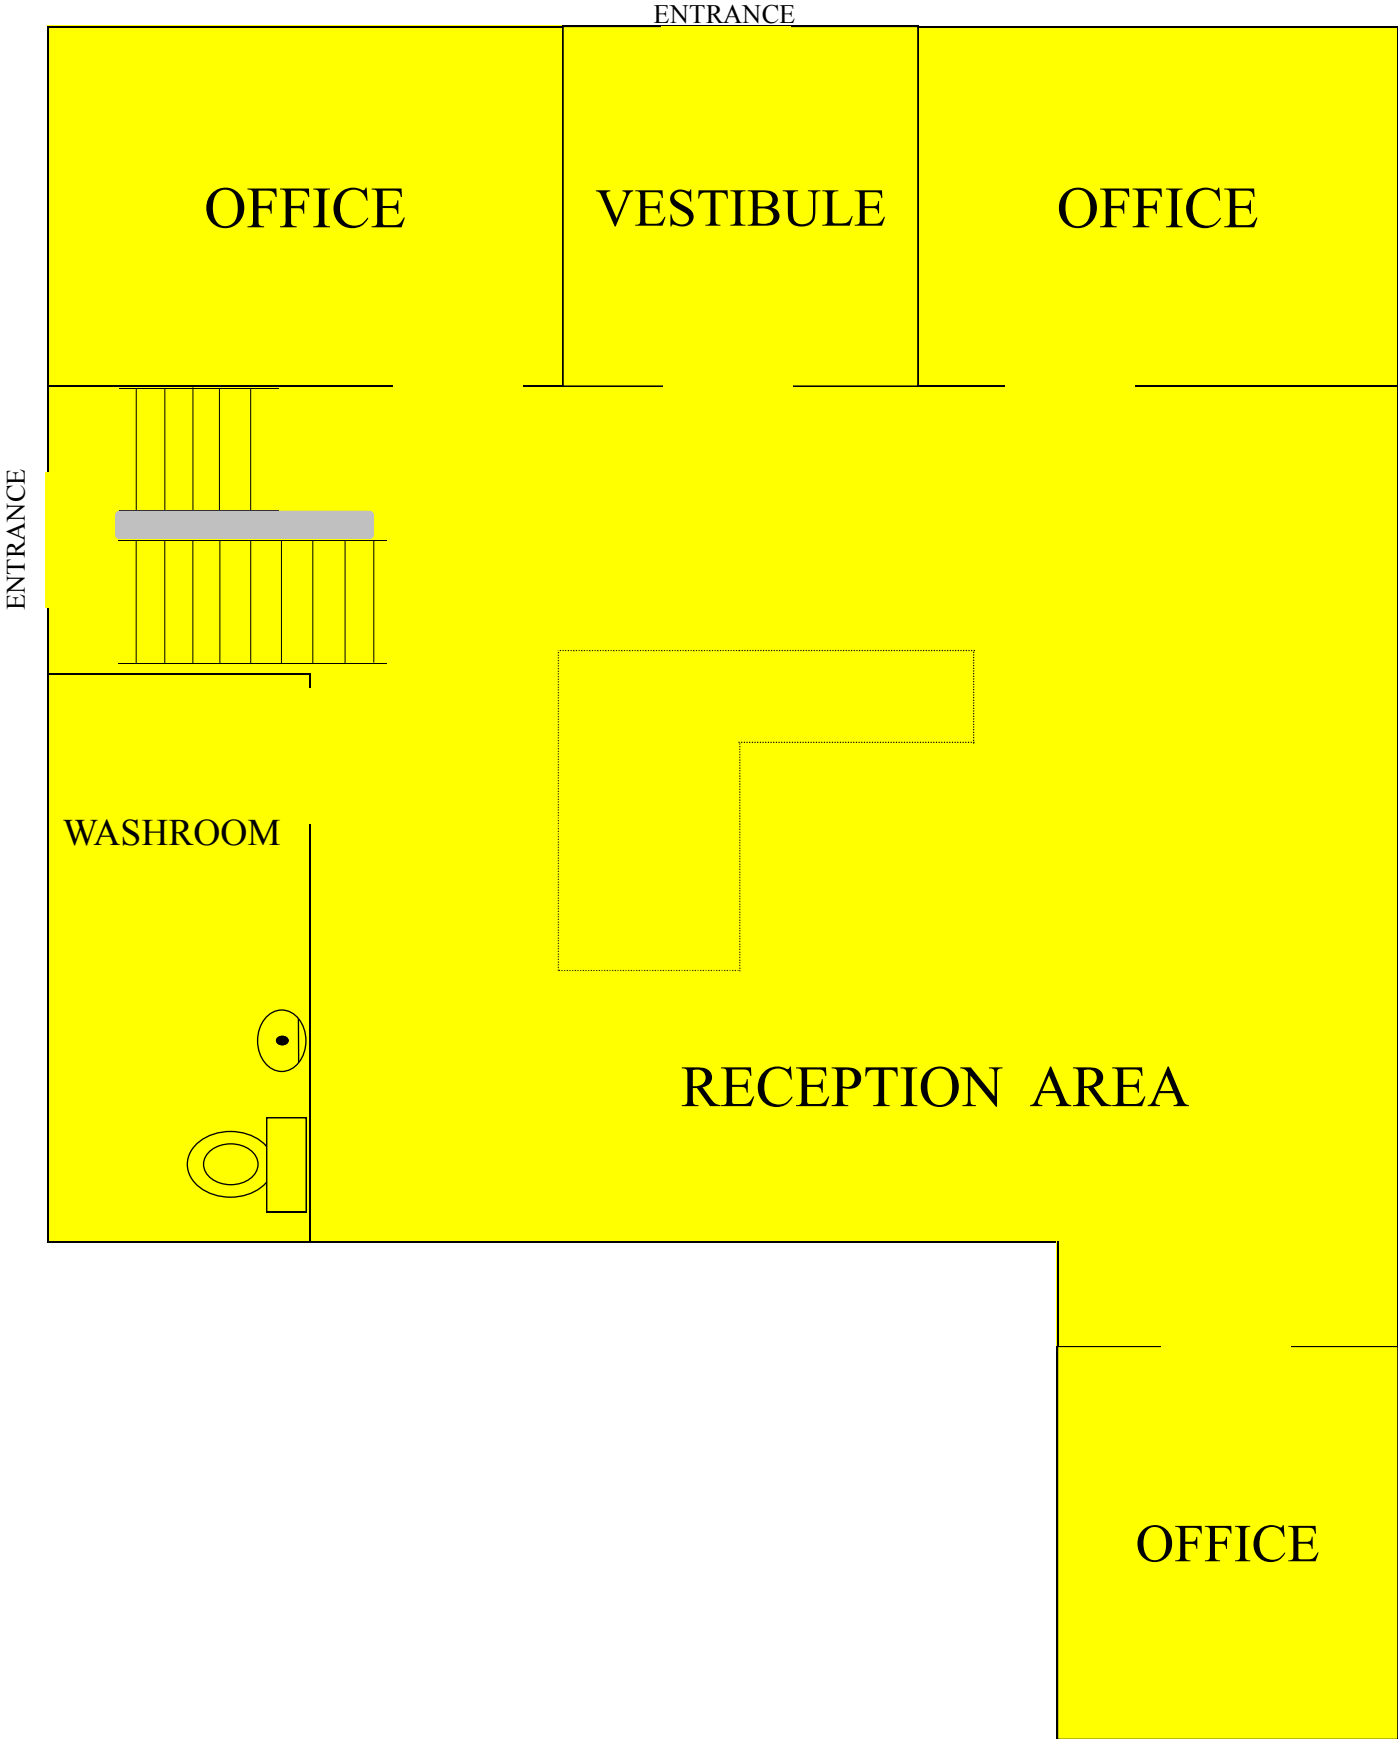 ENTRANCE
OFFICE
VESTIBULE
OFFICE
ENTRANCE
WASHROOM
RECEPTION AREA
OFFICE